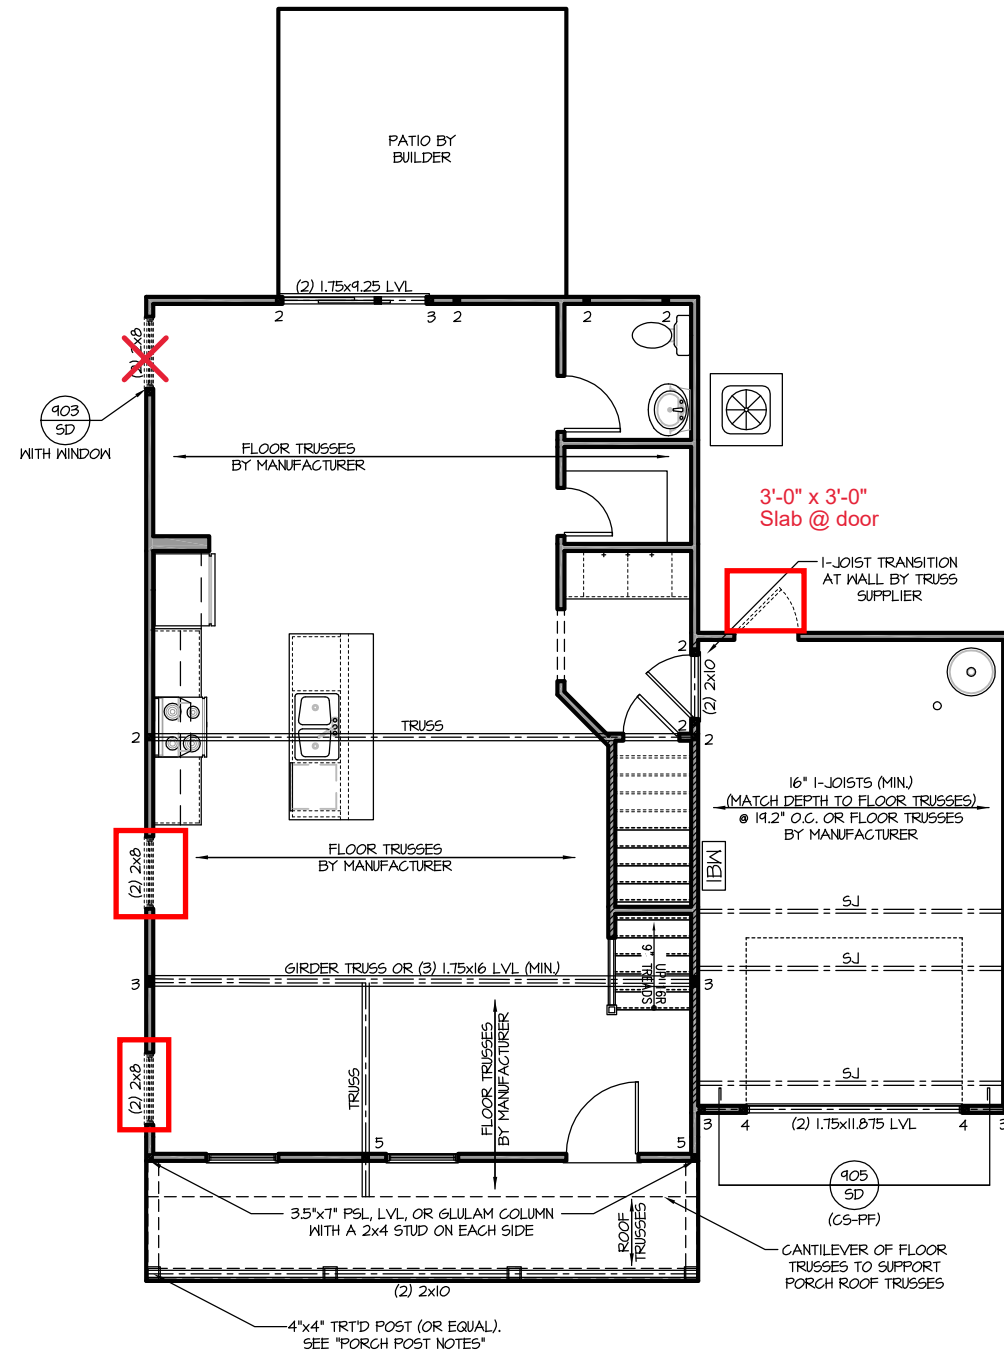 PATIO BY
BUILDER
(2) 1.75x9.25 LVL
2
3
2
2
2
(2) 2x8
903
SD
WITH WINDOW
FLOOR TRUSSES
BY MANUFACTURER
3'-0" x 3'-0"
Slab @ door
I-JOIST TRANSITION
AT WALL BY TRUSS
SUPPLIER
2
(2) 2x10
2
2
2
TRUSS
16" I-JOISTS (MIN.)
(MATCH DEPTH TO FLOOR TRUSSES)
@ 19.2" O.C. OR FLOOR TRUSSES
BY MANUFACTURER
(2) 2x8
FLOOR TRUSSES
BY MANUFACTURER
MBI
SJ
UP 16R
9" TREADS
SJ
GIRDER TRUSS OR (3) 1.75x16 LVL (MIN.)
3
3
(2) 2x8
TRUSS
FLOOR TRUSSES
BY MANUFACTURER
SJ
3
4
(2) 1.75x11.875 LVL
4
3
5
5
905
SD
(CS-PF)
3.5"x7" PSL, LVL, OR GLULAM COLUMN
WITH A 2x4 STUD ON EACH SIDE
ROOF
TRUSSES
CANTILEVER OF FLOOR
TRUSSES TO SUPPORT
PORCH ROOF TRUSSES
(2) 2x10
4"x4" TRT'D POST (OR EQUAL).
SEE "PORCH POST NOTES"